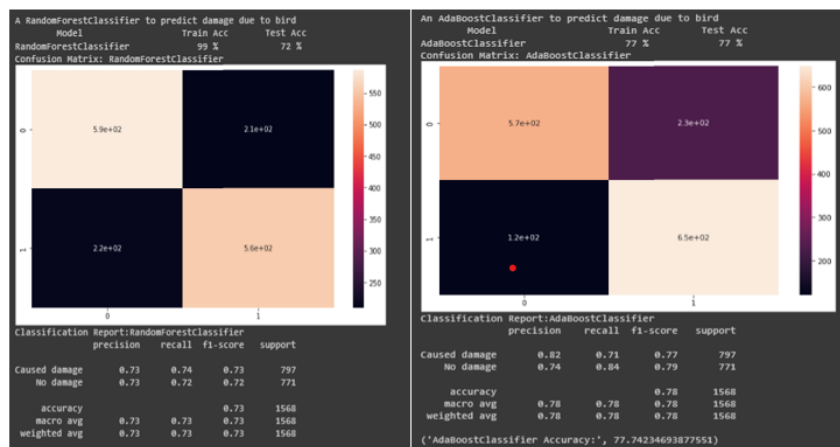 A RandomForestClassifier to predict damage due to bird
Model Train Acc Test Acc
RandomForestClassifier 99 % 72 %
Confusion Matrix: RandomForestClassifier
0
5.9e+02 2.1e+02
1
2.2e+02 5.6e+02
550
500
450
400
350
300
250
0 1
Classification Report:RandomForestClassifier
precision recall f1-score support
Caused damage 0.73 0.74 0.73 797
No damage 0.73 0.72 0.72 771
accuracy 0.73 1568
macro avg 0.73 0.73 0.73 1568
weighted avg 0.73 0.73 0.73 1568
An AdaBoostClassifier to predict damage due to bird
Model Train Acc Test Acc
AdaBoostClassifier 77 % 77 %
Confusion Matrix: AdaBoostClassifier
0
5.7e+02 2.3e+02
1
1.2e+02 6.5e+02
600
500
400
300
200
0 1
Classification Report:AdaBoostClassifier
precision recall f1-score support
Caused damage 0.82 0.71 0.77 797
No damage 0.74 0.84 0.79 771
accuracy 0.78 1568
macro avg 0.78 0.78 0.78 1568
weighted avg 0.78 0.78 0.78 1568
('AdaBoostClassifier Accuracy:', 77.74234693877551)